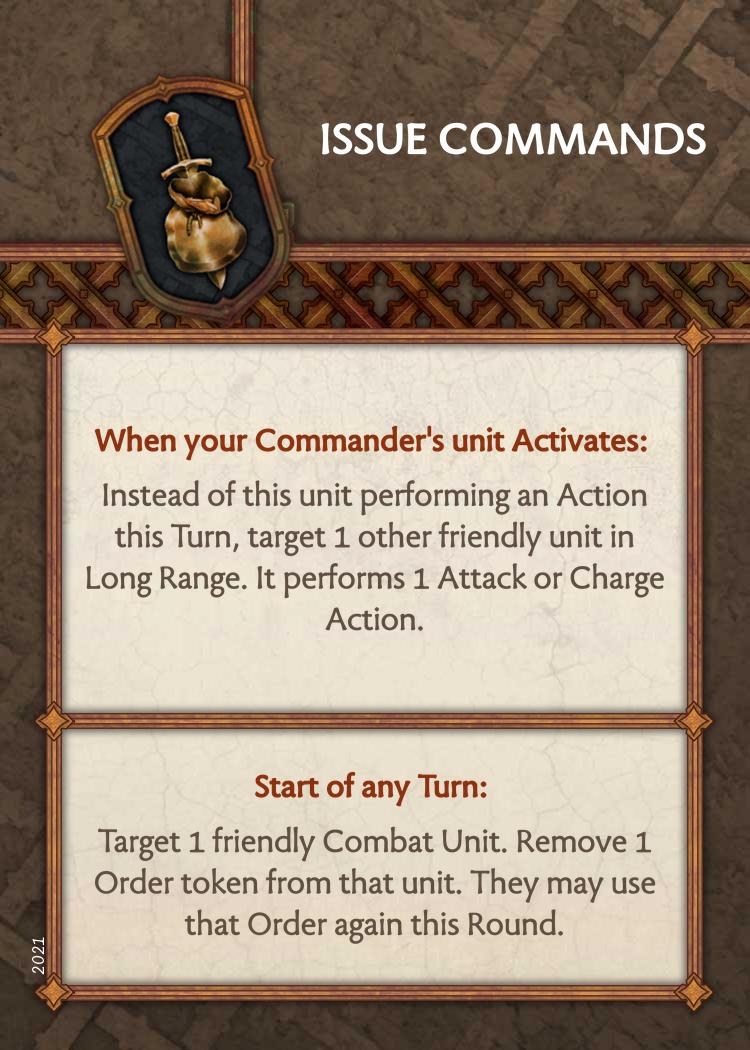 ISSUE COMMANDS
When your Commander's unit Activates:
Instead of this unit performing an Action
this Turn, target 1 other friendly unit in
Long Range. It performs 1 Attack or Charge
Action.
Start of any Turn:
Target 1 friendly Combat Unit. Remove 1
Order token from that unit. They may use
that Order again this Round.
2021